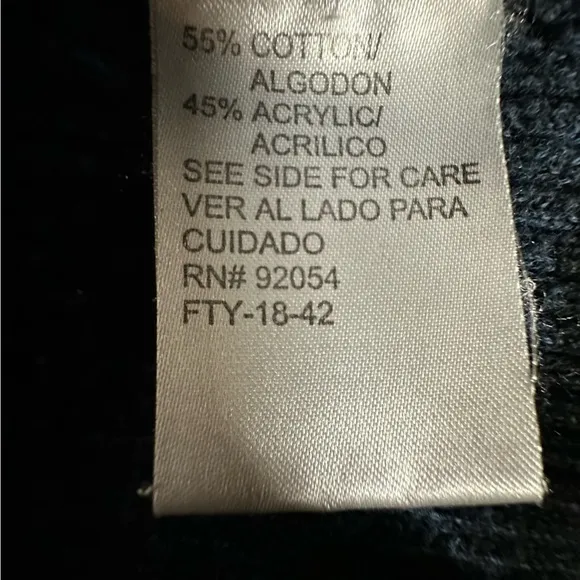 55% COTTON/
ALGODON
45% ACRYLIC/
ACRILICO
SEE SIDE FOR CARE
VER AL LADO PARA
CUIDADO
RN# 92054
FTY-18-42